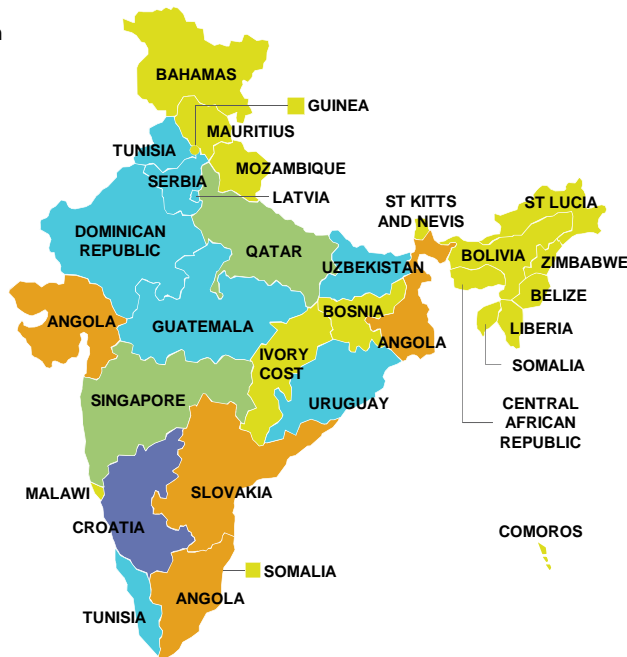 BAHAMAS
GUINEA
MAURITIUS
TUNISIA
MOZAMBIQUE
SERBIA
LATVIA
ST KITTS
AND NEVIS
ST LUCIA
DOMINICAN
REPUBLIC
QATAR
UZBEKISTAN
BOLIVIA
ZIMBABWE
BELIZE
ANGOLA
GUATEMALA
BOSNIA
LIBERIA
ANGOLA
IVORY
COST
SOMALIA
SINGAPORE
URUGUAY
CENTRAL
AFRICAN
REPUBLIC
MALAWI
SLOVAKIA
CROATIA
COMOROS
SOMALIA
ANGOLA
TUNISIA